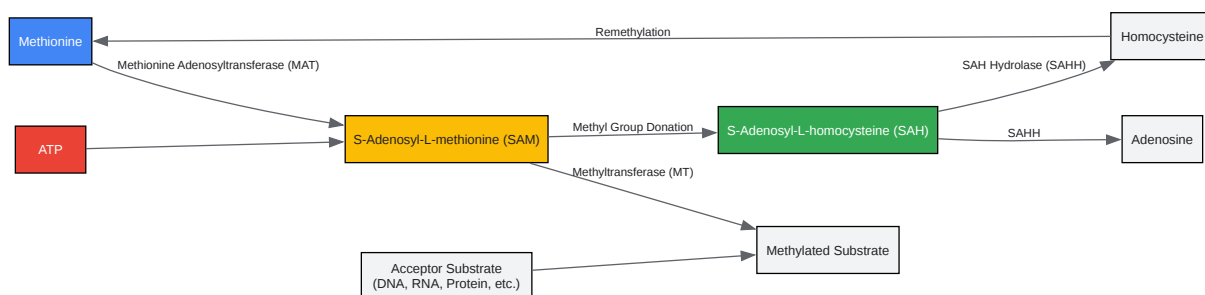 Methionine
Remethylation
Homocysteine
Methionine Adenosyltransferase (MAT)
SAH Hydrolase (SAHH)
ATP
S-Adenosyl-L-methionine (SAM)
Methyl Group Donation
S-Adenosyl-L-homocysteine (SAH)
SAHH
Adenosine
Methyltransferase (MT)
Methylated Substrate
Acceptor Substrate
(DNA, RNA, Protein, etc.)